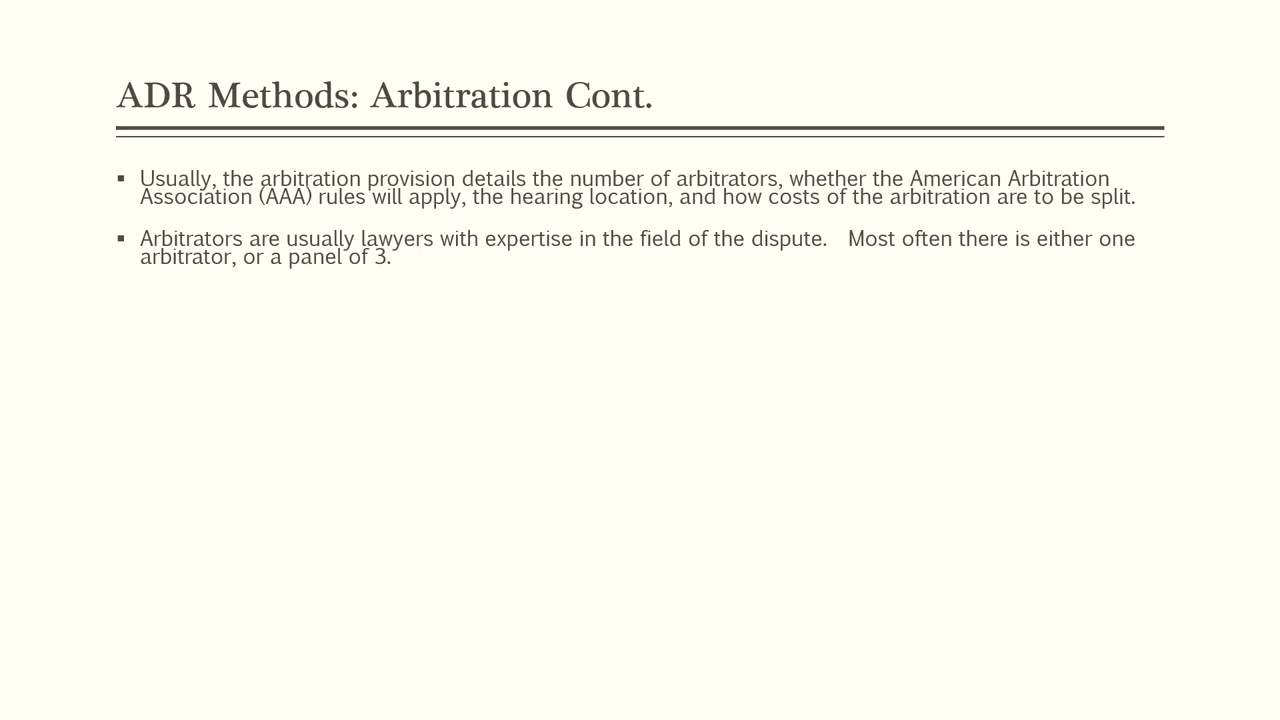 ADR Methods: Arbitration Cont.
▪ Usually, the arbitration provision details the number of arbitrators, whether the American Arbitration
Association (AAA) rules will apply, the hearing location, and how costs of the arbitration are to be split.
▪ Arbitrators are usually lawyers with expertise in the field of the dispute.   Most often there is either one
arbitrator, or a panel of 3.